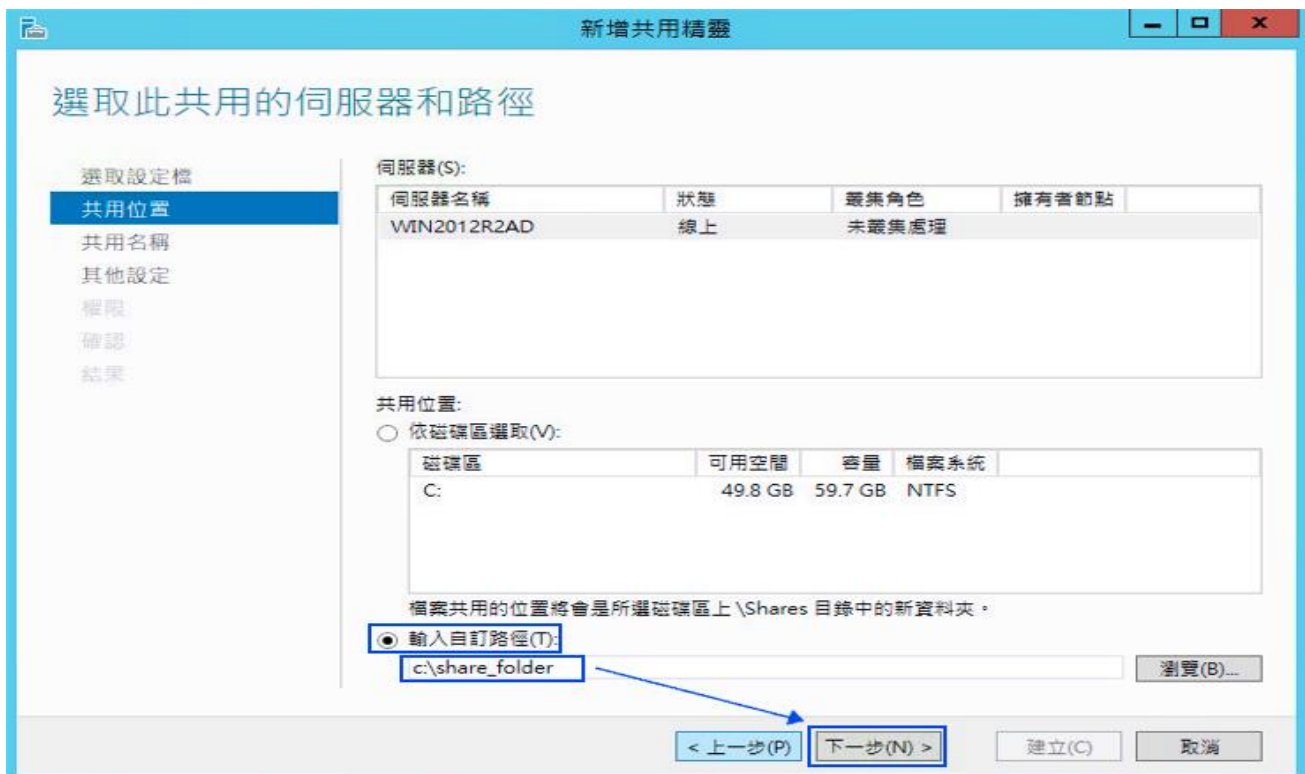 新增共用精靈
選取此共用的伺服器和路徑
選取設定檔
共用位置
共用名稱
其他設定
權限
確認
結果
伺服器(S):
伺服器名稱 狀態 叢集角色 擁有者節點
WIN2012R2AD 線上 未叢集處理
共用位置:
依磁碟區選取(V):
磁碟區 可用空間 容量 檔案系統
C: 49.8 GB 59.7 GB NTFS
檔案共用的位置將會是所選磁碟區上 \Shares 目錄中的新資料夾。
輸入自訂路徑(T):
c:\share_folder
瀏覽(B)...
< 上一步(P) 下一步(N) > 建立(C) 取消